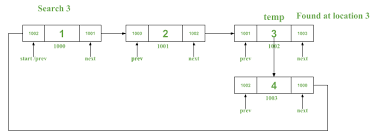 Search 3
temp
Found at location 3
1002 1 1001
1003 2 1002
1001 3 1003
1000
1001
1002
start/prev next
prev next
prev next
1002 4 1000
1003
prev next